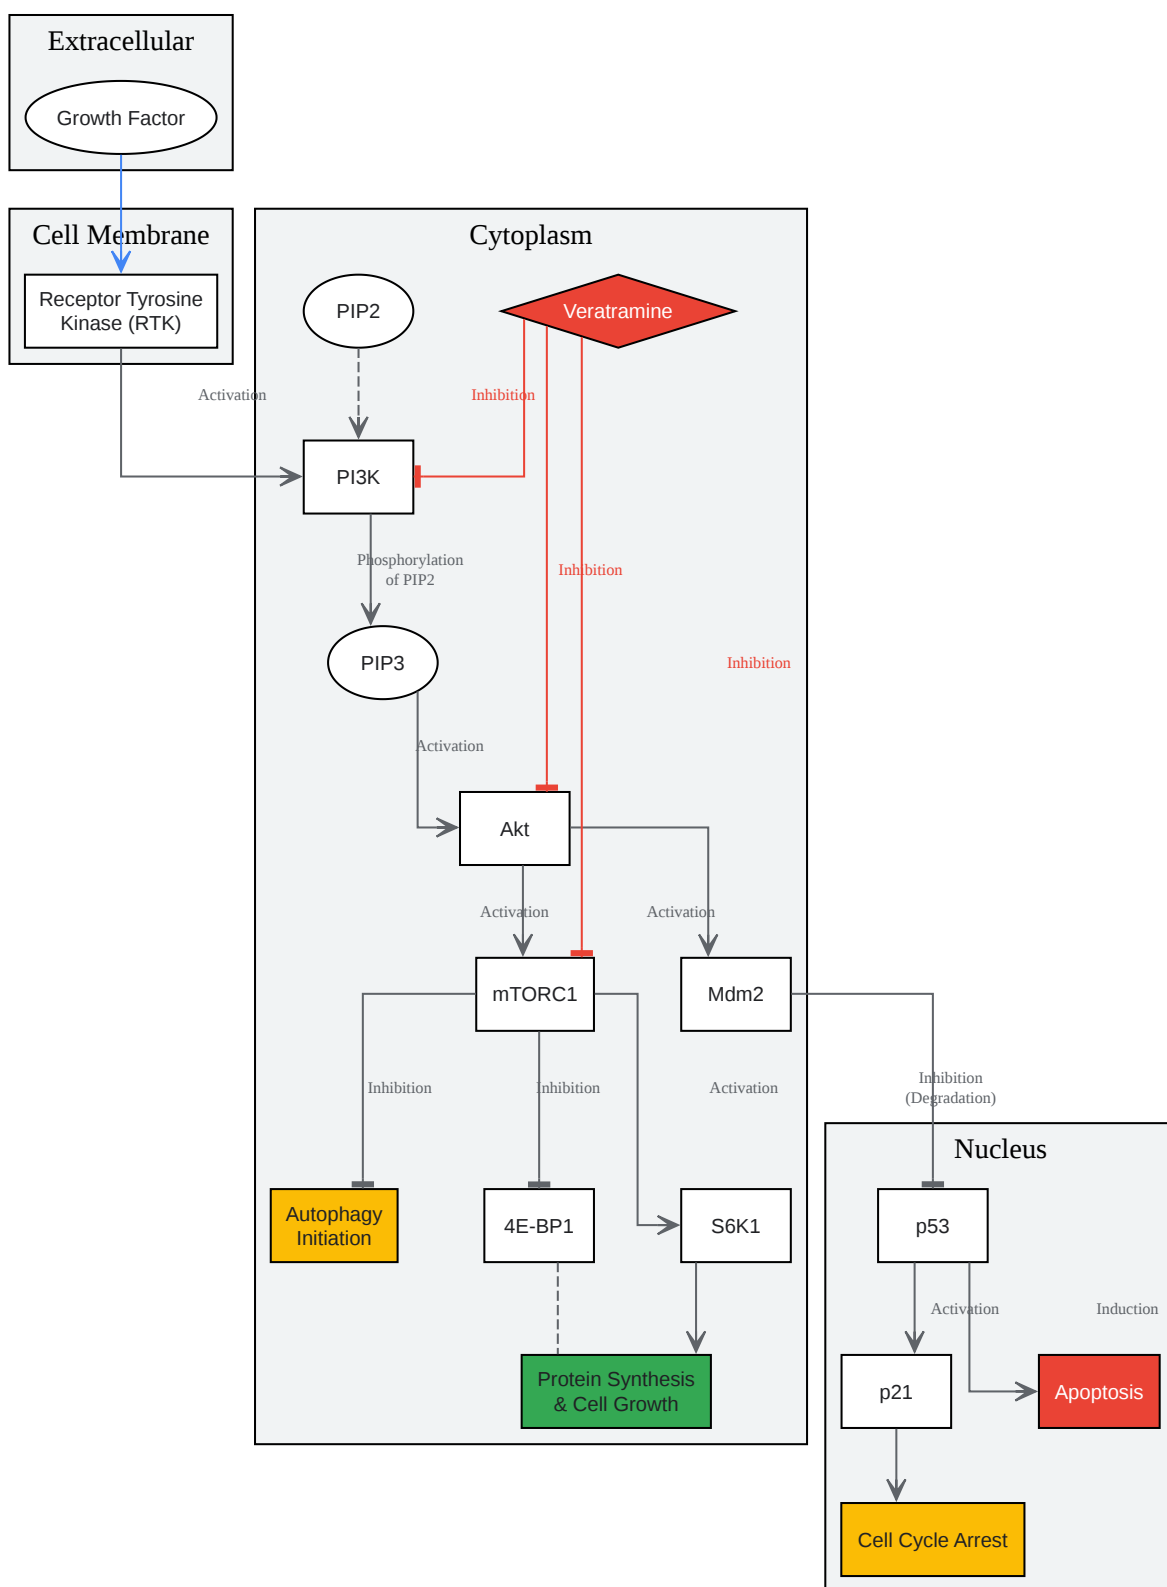 Extracellular
Growth Factor
Cell Membrane
Receptor Tyrosine
Kinase (RTK)
Cytoplasm
PIP2
Veratramine
Activation
Inhibition
PI3K
Phosphorylation
of PIP2
Inhibition
PIP3
Inhibition
Activation
Akt
Activation
Activation
mTORC1
Mdm2
Inhibition
Inhibition
Activation
Inhibition
(Degradation)
Nucleus
Autophagy
Initiation
4E-BP1
S6K1
p53
Activation
Induction
Protein Synthesis
& Cell Growth
p21
Apoptosis
Cell Cycle Arrest